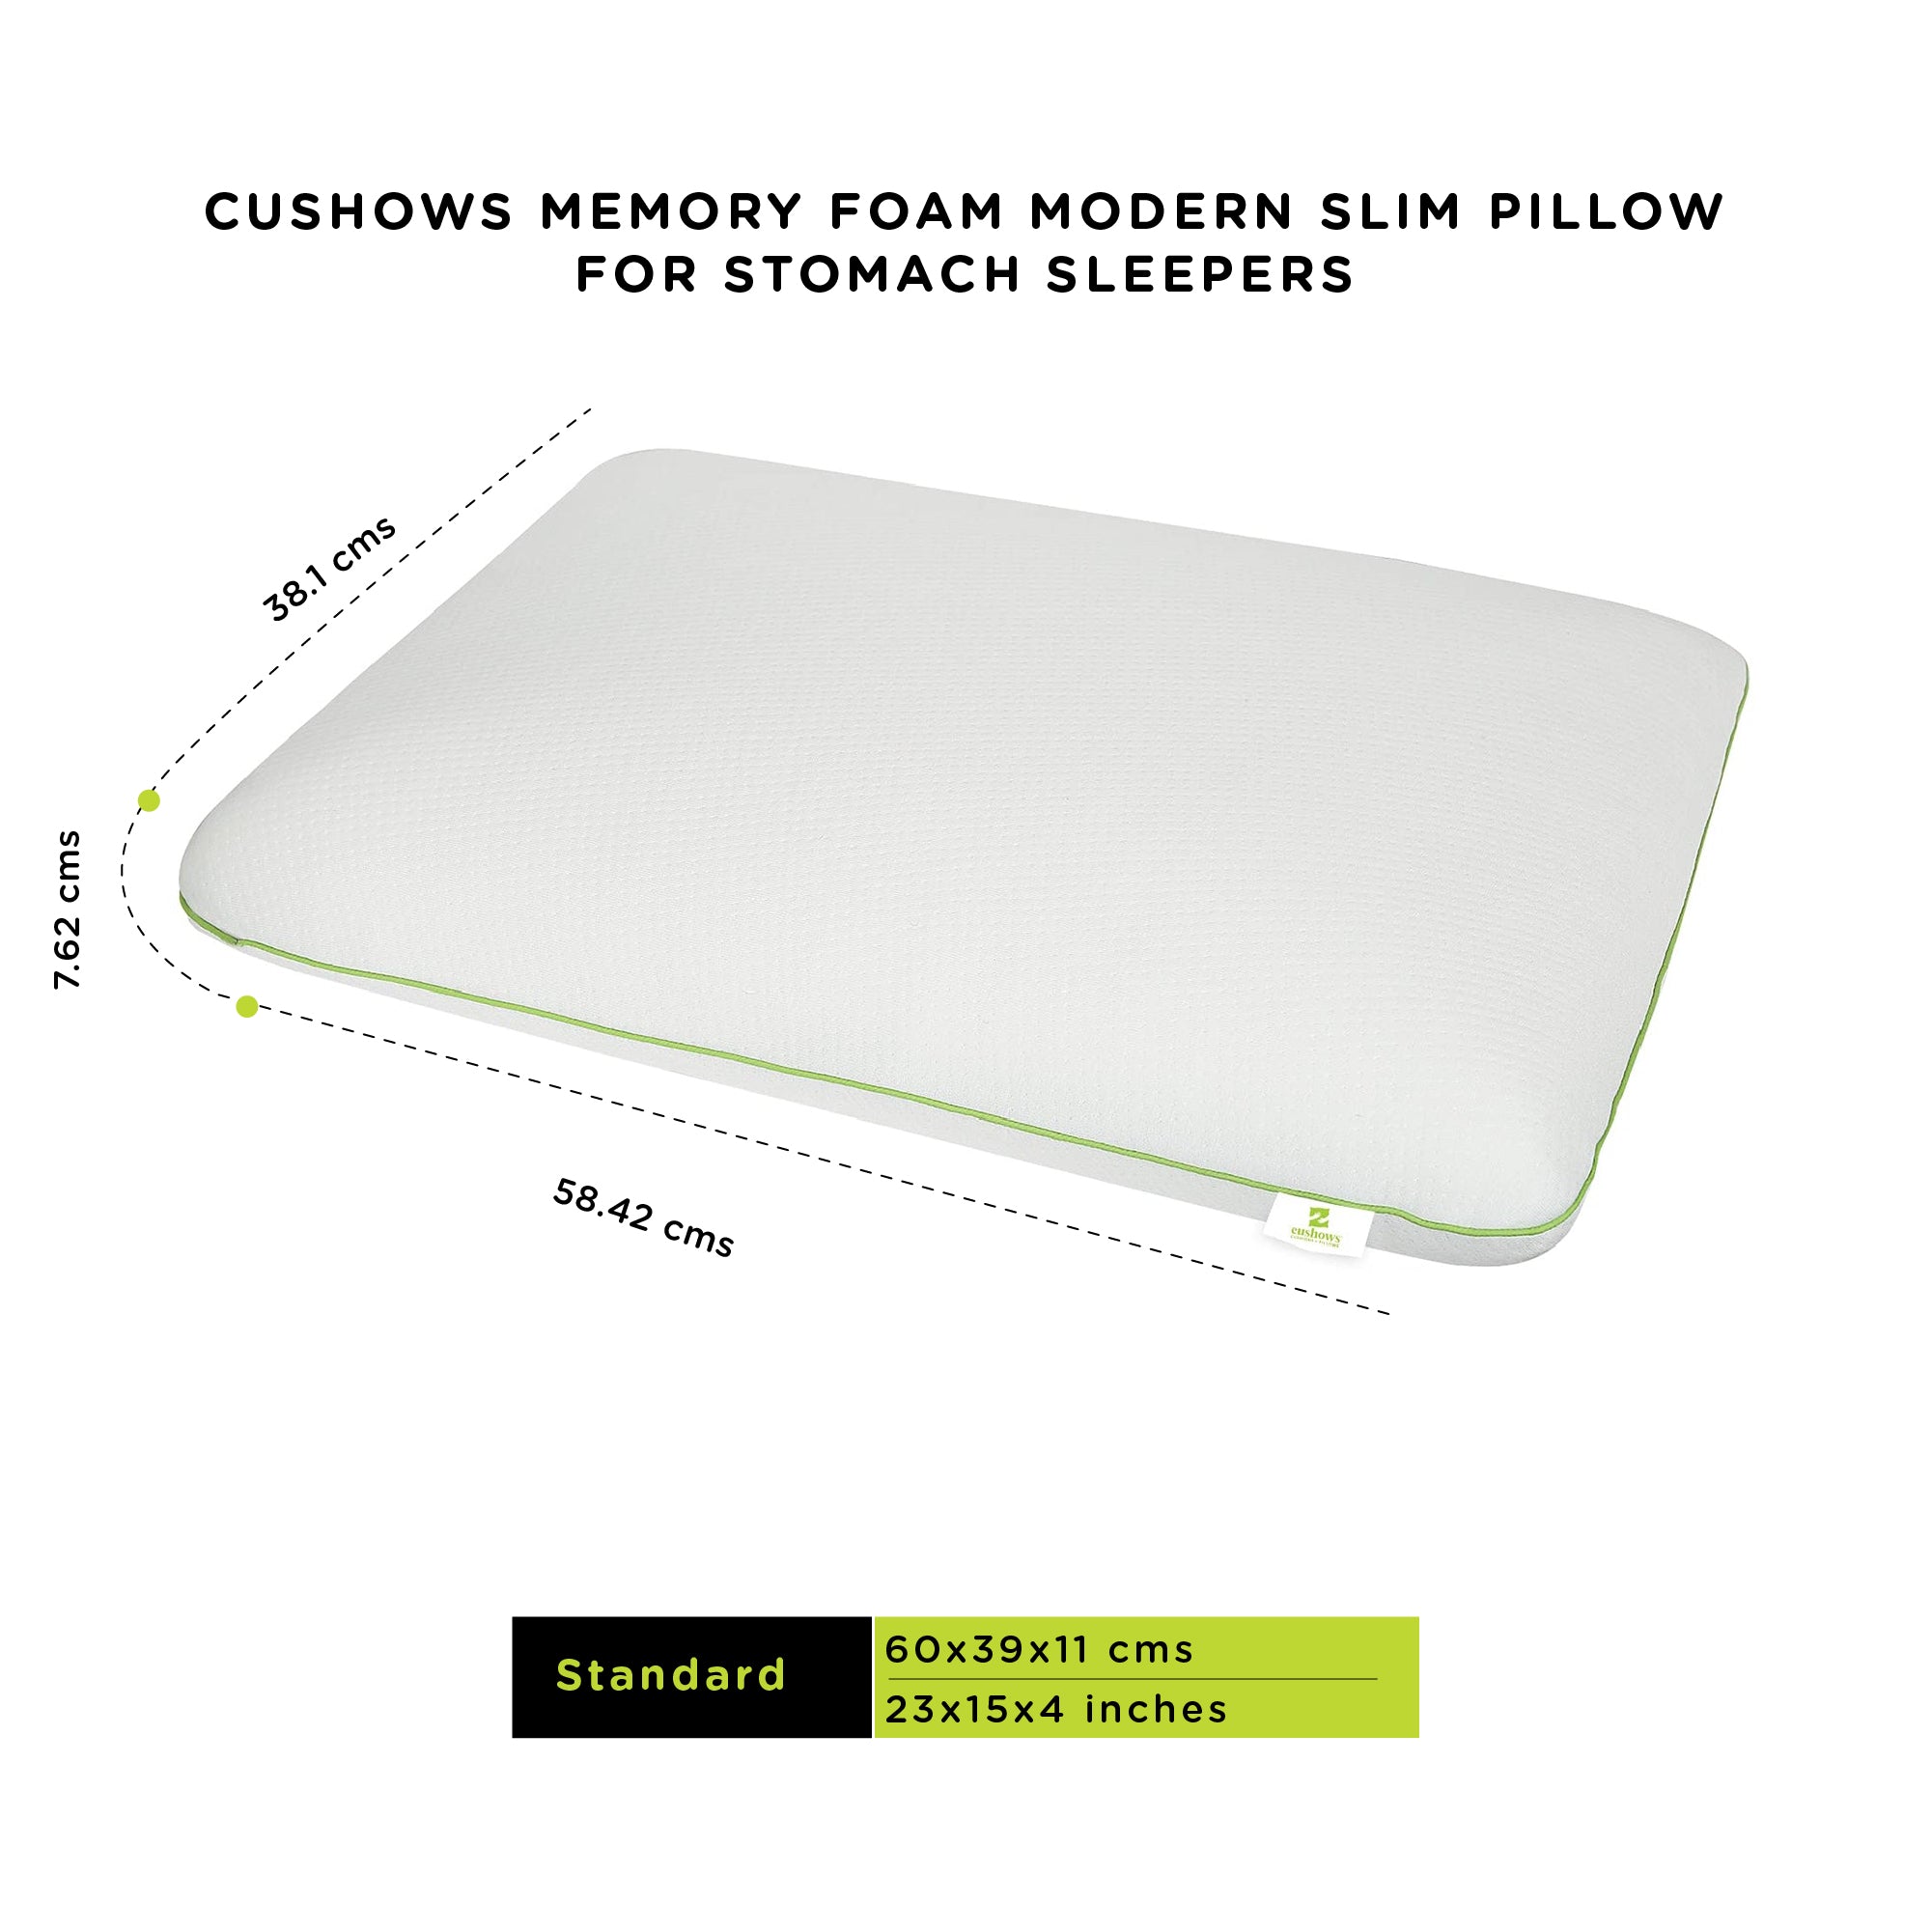 CUSHOWS MEMORY FOAM MODERN SLIM PILLOW
FOR STOMACH SLEEPERS
38.1 cms
7.62 cms
58.42 cms
cushows
Standard
60x39x11 cms
23x15x4 inches